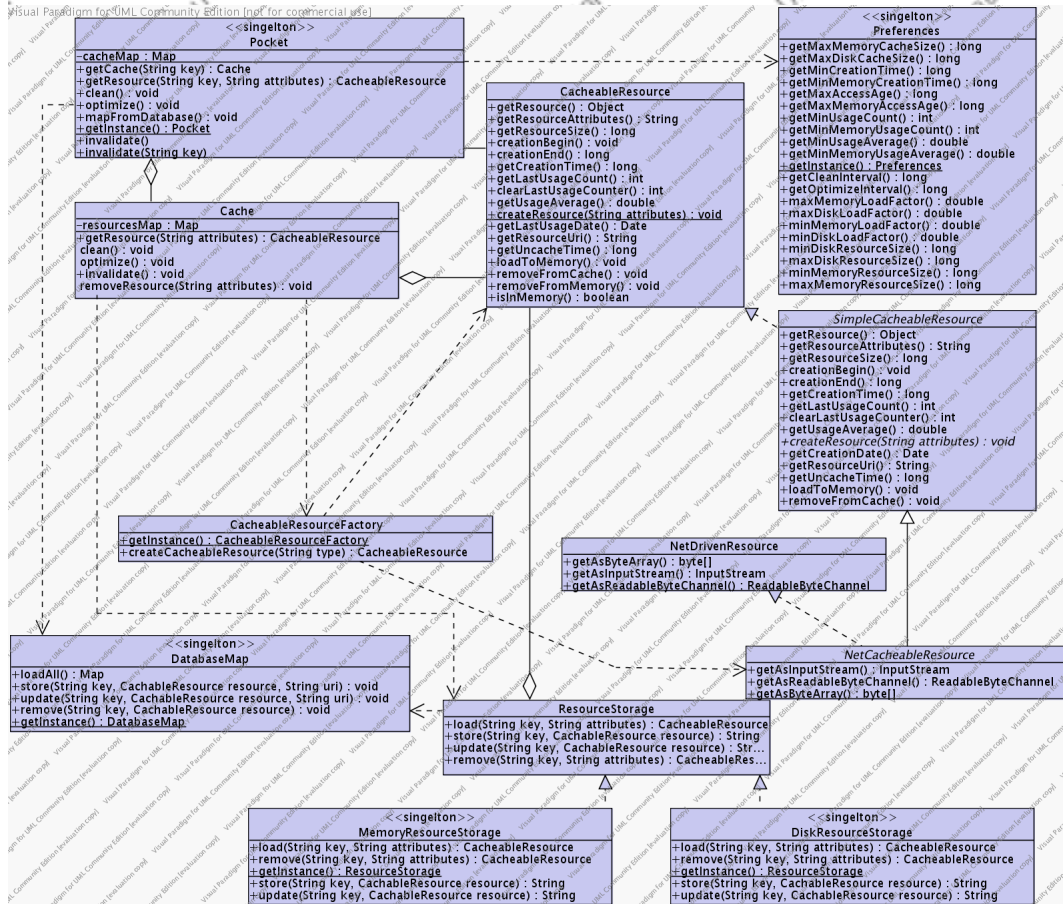 Visual Paradigm for UML Community Edition [not for commercial use]
<<singelton>>
Pocket
-cacheMap : Map
+getCache(String key) : Cache
+getResource(String key, String attributes) : CacheableResource
+clean() : void
+optimize() : void
+mapFromDatabase() : void
+getInstance() : Pocket
+invalidate()
+invalidate(String key)
<<singelton>>
Preferences
+getMaxMemoryCacheSize() : long
+getMaxDiskCacheSize() : long
+getMinCreationTime() : long
+getMinMemoryCreationTime() : long
+getMaxAccessAge() : long
+getMaxMemoryAccessAge() : long
+getMinUsageCount() : int
+getMinMemoryUsageCount() : int
+getMinUsageAverage() : double
+getMinMemoryUsageAverage() : double
+getInstance() : Preferences
+getCleanInterval() : long
+getOptimizeInterval() : long
+maxMemoryLoadFactor() : double
+maxDiskLoadFactor() : double
+minMemoryLoadFactor() : double
+minDiskLoadFactor() : double
+minDiskResourceSize() : long
+maxDiskResourceSize() : long
+minMemoryResourceSize() : long
+maxMemoryResourceSize() : long
CacheableResource
+getResource() : Object
+getResourceAttributes() : String
+getResourceSize() : long
+creationBegin() : void
+creationEnd() : long
+getCreationTime() : long
+getLastUsageCount() : int
+clearLastUsageCounter() : int
+getUsageAverage() : double
+createResource(String attributes) : void
+getLastUsageDate() : Date
+getResourceUri() : String
+getUncacheTime() : long
+loadToMemory() : void
+removeFromCache() : void
+removeFromMemory() : void
+isInMemory() : boolean
Cache
-resourcesMap : Map
+getResource(String attributes) : CacheableResource
clean() : void
optimize() : void
+invalidate() : void
removeResource(String attributes) : void
SimpleCacheableResource
+getResource() : Object
+getResourceAttributes() : String
+getResourceSize() : long
+creationBegin() : void
+creationEnd() : long
+getCreationTime() : long
+getLastUsageCount() : int
+clearLastUsageCounter() : int
+getUsageAverage() : double
+createResource(String attributes) : void
+getCreationDate() : Date
+getResourceUri() : String
+getUncacheTime() : long
+loadToMemory() : void
+removeFromCache() : void
CacheableResourceFactory
+getInstance() : CacheableResourceFactory
+createCacheableResource(String type) : CacheableResource
NetDrivenResource
+getAsByteArray() : byte[]
+getAsInputStream() : InputStream
+getAsReadableByteChannel() : ReadableByteChannel
<<singelton>>
DatabaseMap
+loadAll() : Map
+store(String key, CachableResource resource, String uri) : void
+update(String key, CachableResource resource, String uri) : void
+remove(String key, CachableResource resource) : void
+getInstance() : DatabaseMap
NetCacheableResource
+getAsInputStream() : InputStream
+getAsReadableByteChannel() : ReadableByteChannel
+getAsByteArray() : byte[]
ResourceStorage
+load(String key, String attributes) : CacheableResource
+store(String key, CachableResource resource) : String
+update(String key, CachableResource resource) : Str...
+remove(String key, String attributes) : CacheableRes...
<<singelton>>
MemoryResourceStorage
+load(String key, String attributes) : CacheableResource
+remove(String key, String attributes) : CacheableResource
+getInstance() : ResourceStorage
+store(String key, CachableResource resource) : String
+update(String key, CachableResource resource) : String
<<singelton>>
DiskResourceStorage
+load(String key, String attributes) : CacheableResource
+remove(String key, String attributes) : CacheableResource
+getInstance() : ResourceStorage
+store(String key, CachableResource resource) : String
+update(String key, CachableResource resource) : String